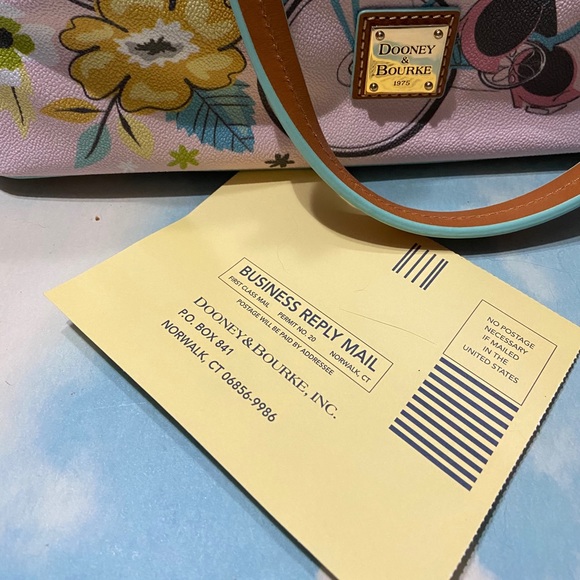 DOONEY
&
BOURKE
1975
NO POSTAGE
NECESSARY
IF MAILED
IN THE
UNITED STATES
BUSINESS REPLY MAIL
FIRST CLASS MAIL PERMIT NO. 20 NORWALK, CT
POSTAGE WILL BE PAID BY ADDRESSEE
DOONEY & BOURKE, INC.
P.O. BOX 841
NORWALK, CT 06856-9986